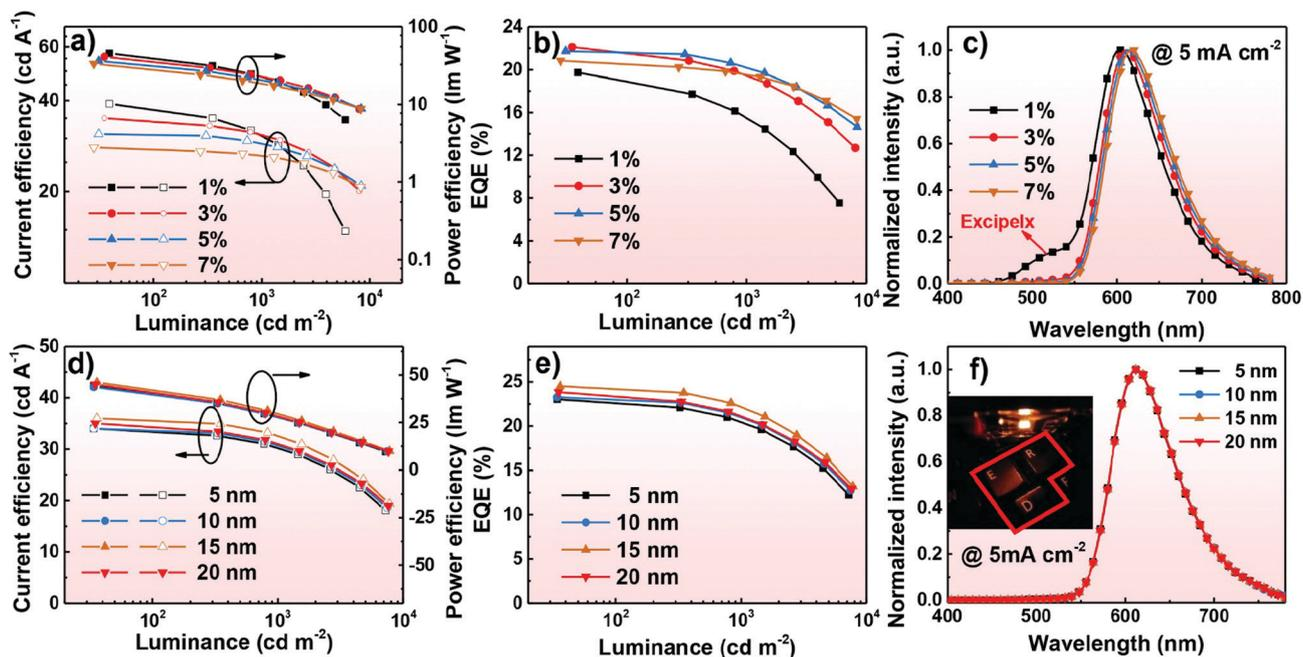 a)
Current efficiency (cd A⁻¹)
60
40
20
100
10
1
0.1
Power efficiency (lm W⁻¹)
1%
3%
5%
7%
10² 10³ 10⁴
Luminance (cd m⁻²)
b)
EQE (%)
24
20
16
12
8
4
0
1%
3%
5%
7%
10² 10³ 10⁴
Luminance (cd m⁻²)
c)
@ 5 mA cm⁻²
Normalized intensity (a.u.)
1.0
0.8
0.6
0.4
0.2
0.0
1%
3%
5%
7%
Excipelx
400 500 600 700 800
Wavelength (nm)
d)
Current efficiency (cd A⁻¹)
50
40
30
20
10
0
50
25
0
-25
-50
Power efficiency (lm W⁻¹)
5 nm
10 nm
15 nm
20 nm
10² 10³ 10⁴
Luminance (cd m⁻²)
e)
EQE (%)
25
20
15
10
5
0
5 nm
10 nm
15 nm
20 nm
10² 10³ 10⁴
Luminance (cd m⁻²)
f)
Normalized intensity (a.u.)
1.0
0.8
0.6
0.4
0.2
0.0
5 nm
10 nm
15 nm
20 nm
R
E
F
D
@ 5mA cm⁻²
400 500 600 700
Wavelength (nm)